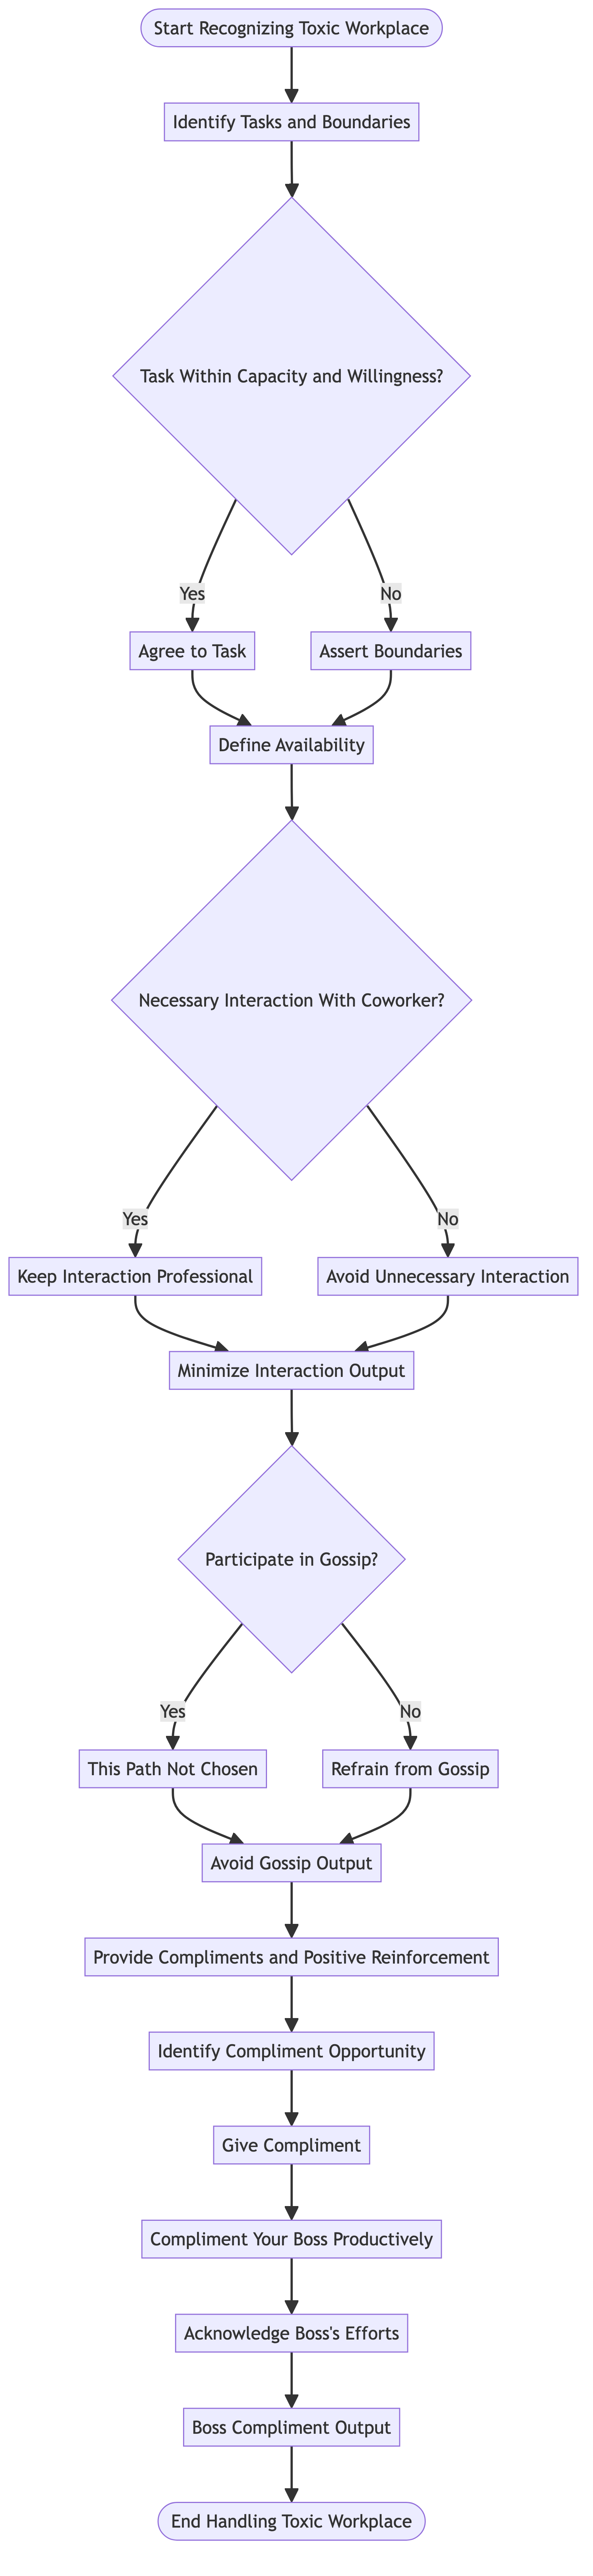 Start Recognizing Toxic Workplace
Identify Tasks and Boundaries
Task Within Capacity and Willingness?
Yes
No
Agree to Task
Assert Boundaries
Define Availability
Necessary Interaction With Coworker?
Yes
No
Keep Interaction Professional
Avoid Unnecessary Interaction
Minimize Interaction Output
Participate in Gossip?
Yes
No
This Path Not Chosen
Refrain from Gossip
Avoid Gossip Output
Provide Compliments and Positive Reinforcement
Identify Compliment Opportunity
Give Compliment
Compliment Your Boss Productively
Acknowledge Boss's Efforts
Boss Compliment Output
End Handling Toxic Workplace